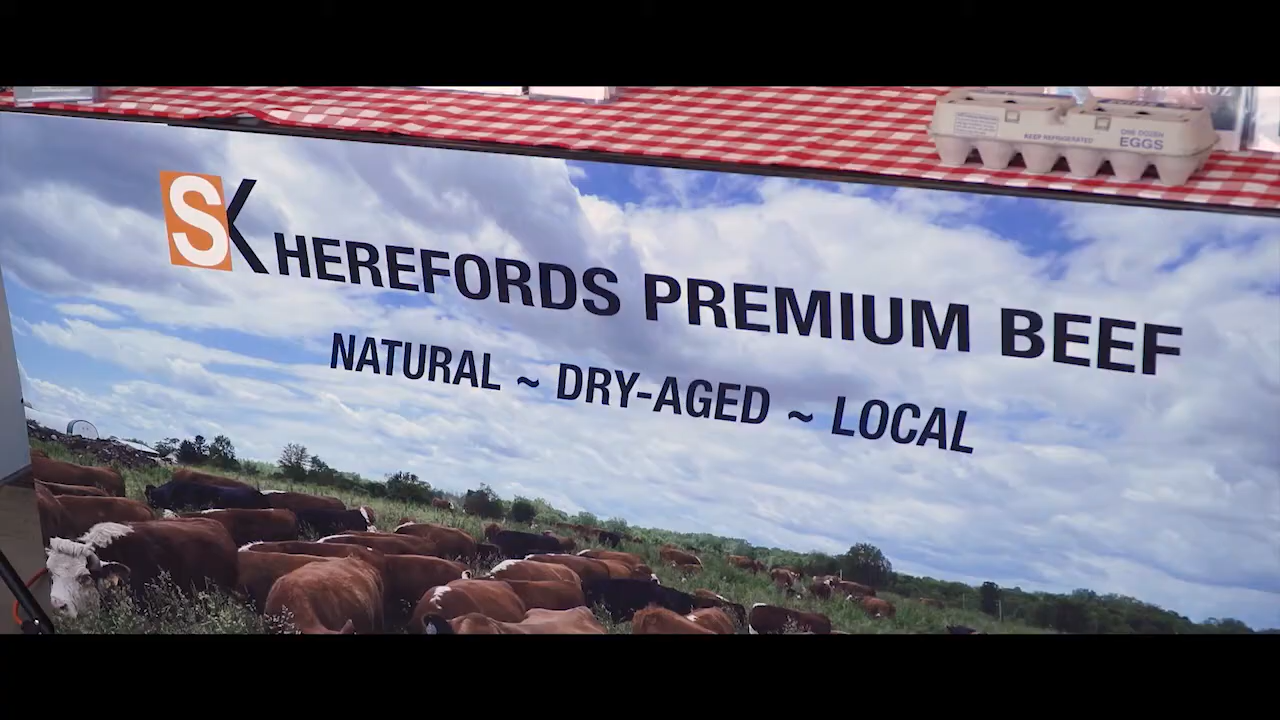 KEEP REFRIGERATED
ONE DOZEN
EGGS
SK HEREFORDS PREMIUM BEEF
NATURAL ~ DRY-AGED ~ LOCAL